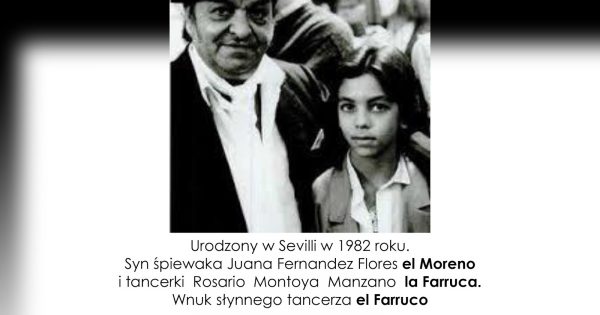 Urodzony w Sevilli w 1982 roku.
Syn śpiewaka Juana Fernandez Flores el Moreno
i tancerki Rosario Montoya Manzano la Farruca.
Wnuk słynnego tancerza el Farruco